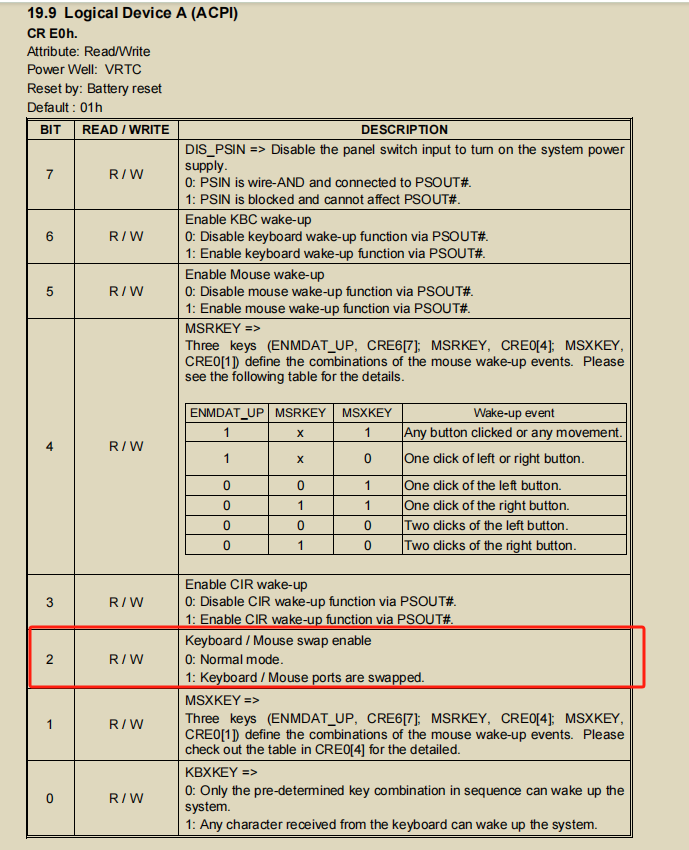 19.9 Logical Device A (ACPI)
CR E0h.
Attribute: Read/Write
Power Well: VRTC
Reset by: Battery reset
Default : 01h
BIT READ / WRITE DESCRIPTION
7 R / W DIS_PSIN => Disable the panel switch input to turn on the system power
supply.
0: PSIN is wire-AND and connected to PSOUT#.
1: PSIN is blocked and cannot affect PSOUT#.
6 R / W Enable KBC wake-up
0: Disable keyboard wake-up function via PSOUT#.
1: Enable keyboard wake-up function via PSOUT#.
5 R / W Enable Mouse wake-up
0: Disable mouse wake-up function via PSOUT#.
1: Enable mouse wake-up function via PSOUT#.
4 R / W MSRKEY =>
Three keys (ENMDAT_UP, CRE6[7]; MSRKEY, CRE0[4]; MSXKEY,
CRE0[1]) define the combinations of the mouse wake-up events. Please
see the following table for the details.
ENMDAT_UP MSRKEY MSXKEY Wake-up event
1 x 1 Any button clicked or any movement.
1 x 0 One click of left or right button.
0 0 1 One click of the left button.
0 1 1 One click of the right button.
0 0 0 Two clicks of the left button.
0 1 0 Two clicks of the right button.
3 R / W Enable CIR wake-up
0: Disable CIR wake-up function via PSOUT#.
1: Enable CIR wake-up function via PSOUT#.
2 R / W Keyboard / Mouse swap enable
0: Normal mode.
1: Keyboard / Mouse ports are swapped.
1 R / W MSXKEY =>
Three keys (ENMDAT_UP, CRE6[7]; MSRKEY, CRE0[4]; MSXKEY,
CRE0[1]) define the combinations of the mouse wake-up events. Please
check out the table in CRE0[4] for the detailed.
0 R / W KBXKEY =>
0: Only the pre-determined key combination in sequence can wake up the
system.
1: Any character received from the keyboard can wake up the system.